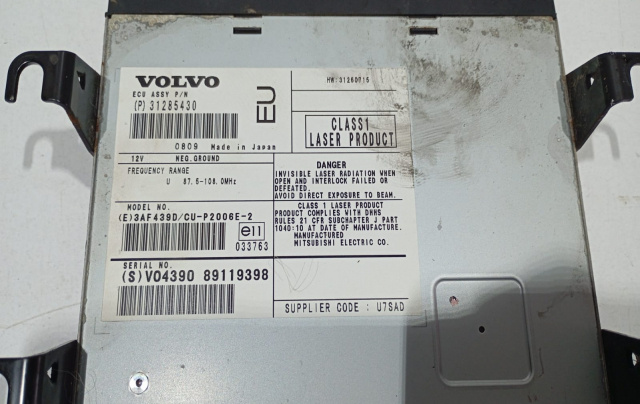 VOLVO
ECU ASSY P/N
(P) 31285430
EU
0809 Made in Japan
HW:31260715
CLASS1
LASER PRODUCT
12V NEG.GROUND
FREQUENCY RANGE
U 87.5-108.0MHz
DANGER
INVISIBLE LASER RADIATION WHEN
OPEN AND INTERLOCK FAILED OR
DEFEATED.
AVOID DIRECT EXPOSURE TO BEAM.
MODEL NO.
(E)3AF439D/CU-P2006E-2
e11
033763
CLASS 1 LASER PRODUCT
PRODUCT COMPLIES WITH DHHS
RULES 21 CFR SUBCHAPTER J PART
1040:10 AT DATE OF MANUFACTURE.
MANUFACTURED
MITSUBISHI ELECTRIC CO.
SERIAL NO.
(S)VO4390 89119398
SUPPLIER CODE : U7SAD